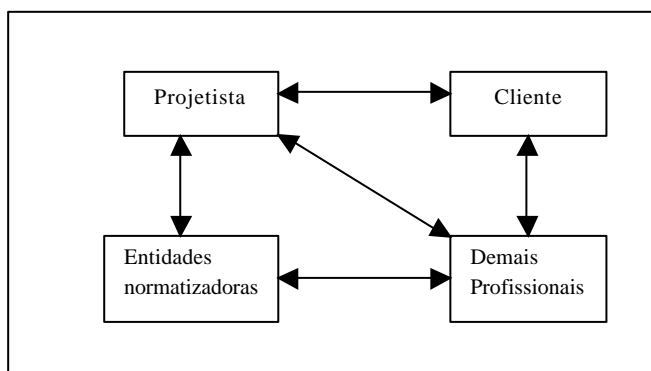 Projetista
Cliente
Entidades
normatizadoras
Demais
Profissionais